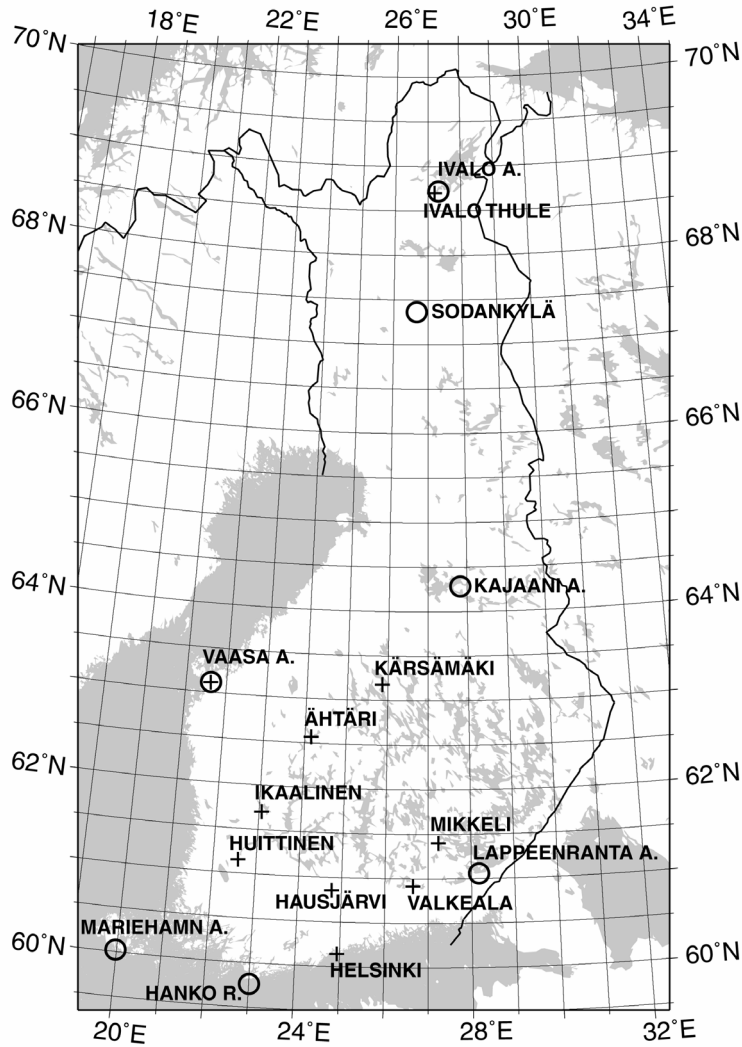 18°E 22°E 26°E 30°E 34°E
70°N 70°N
IVALO A.
IVALO THULE
68°N 68°N
SODANKYLÄ
66°N 66°N
64°N KAJAANI A. 64°N
VAASA A.
KÄRSÄMÄKI
ÄHTÄRI
62°N 62°N
IKAALINEN
MIKKELI
HUITTINEN
LAPPEENRANTA A.
HAUSJÄRVI VALKEALA
MARIEHAMN A.
60°N 60°N
HELSINKI
HANKO R.
20°E 24°E 28°E 32°E